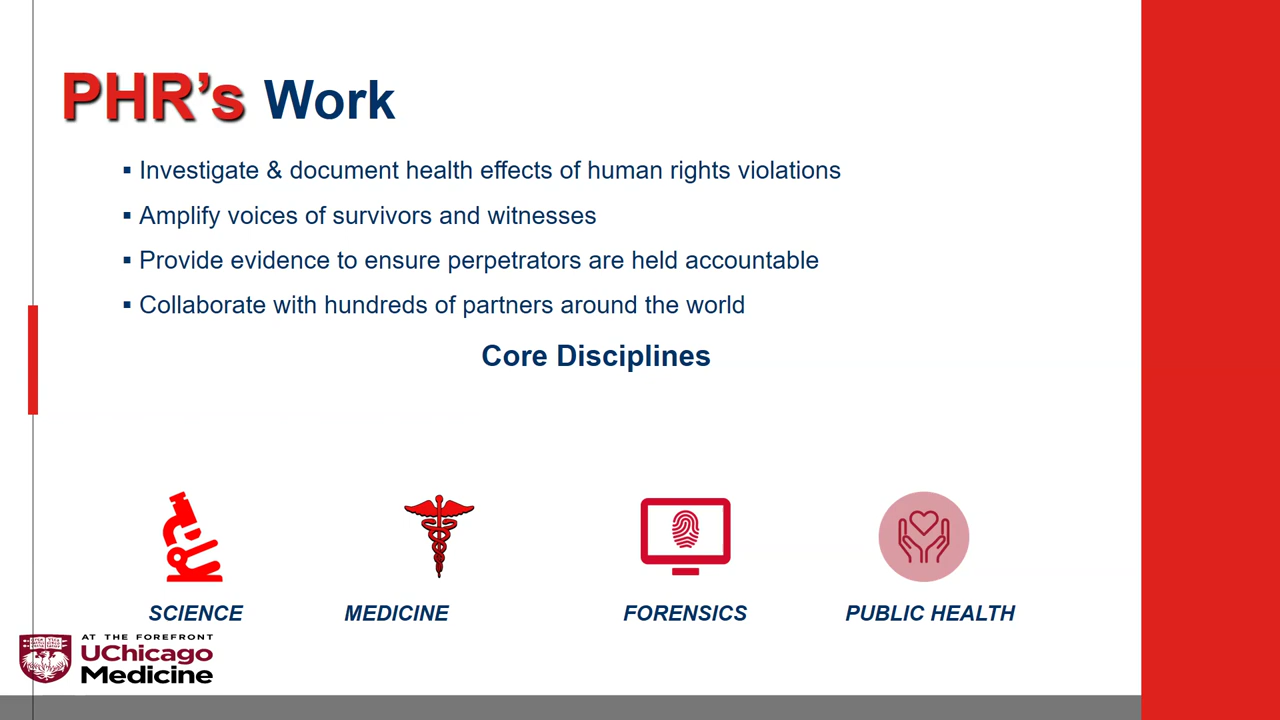 PHR's Work
▪ Investigate & document health effects of human rights violations
▪ Amplify voices of survivors and witnesses
▪ Provide evidence to ensure perpetrators are held accountable
▪ Collaborate with hundreds of partners around the world
Core Disciplines
SCIENCE MEDICINE FORENSICS PUBLIC HEALTH
AT THE FOREFRONT
UChicago
Medicine